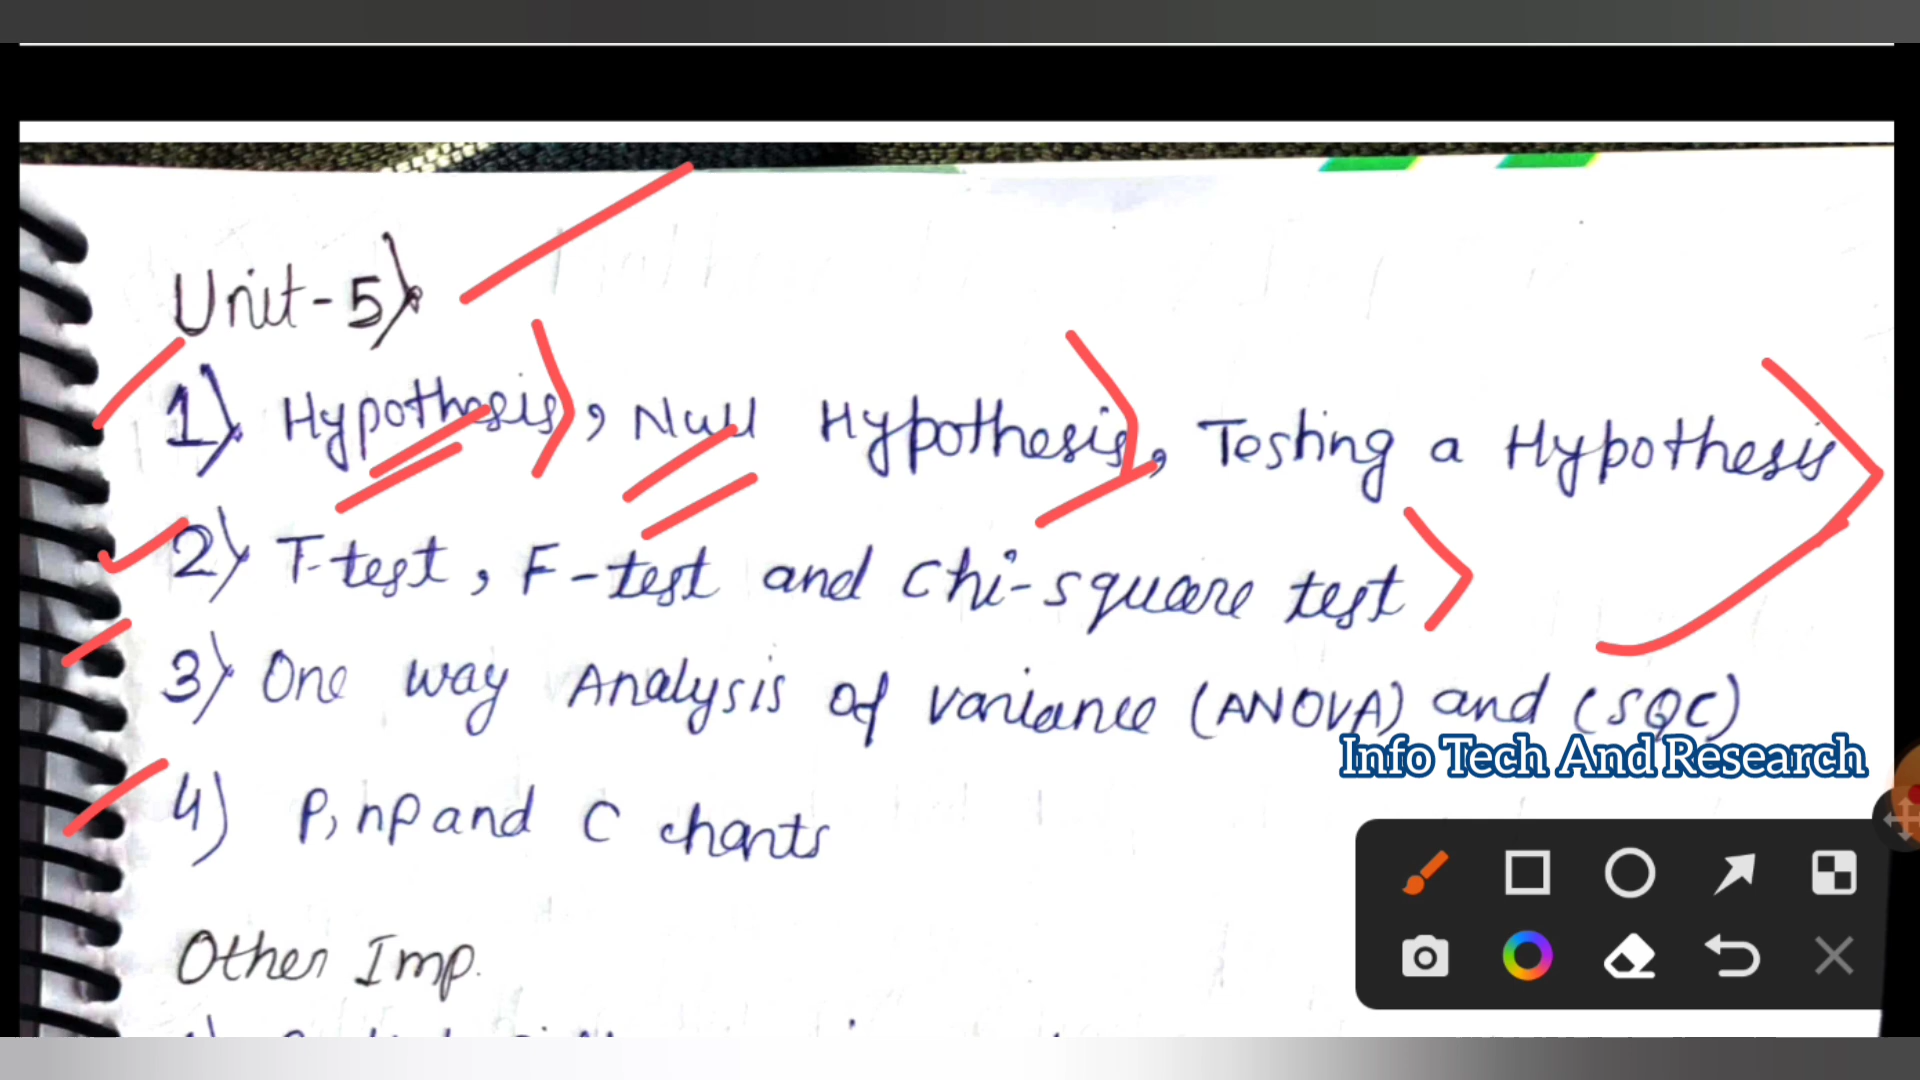 Unit-5)
1) Hypothesis, Null Hypothesis, Testing a Hypothesis
2) T-test, F-test and Chi-square test
3) One way Analysis of variance (ANOVA) and (SQC)
Info Tech And Research
4) P, np and C charts
Other Imp.